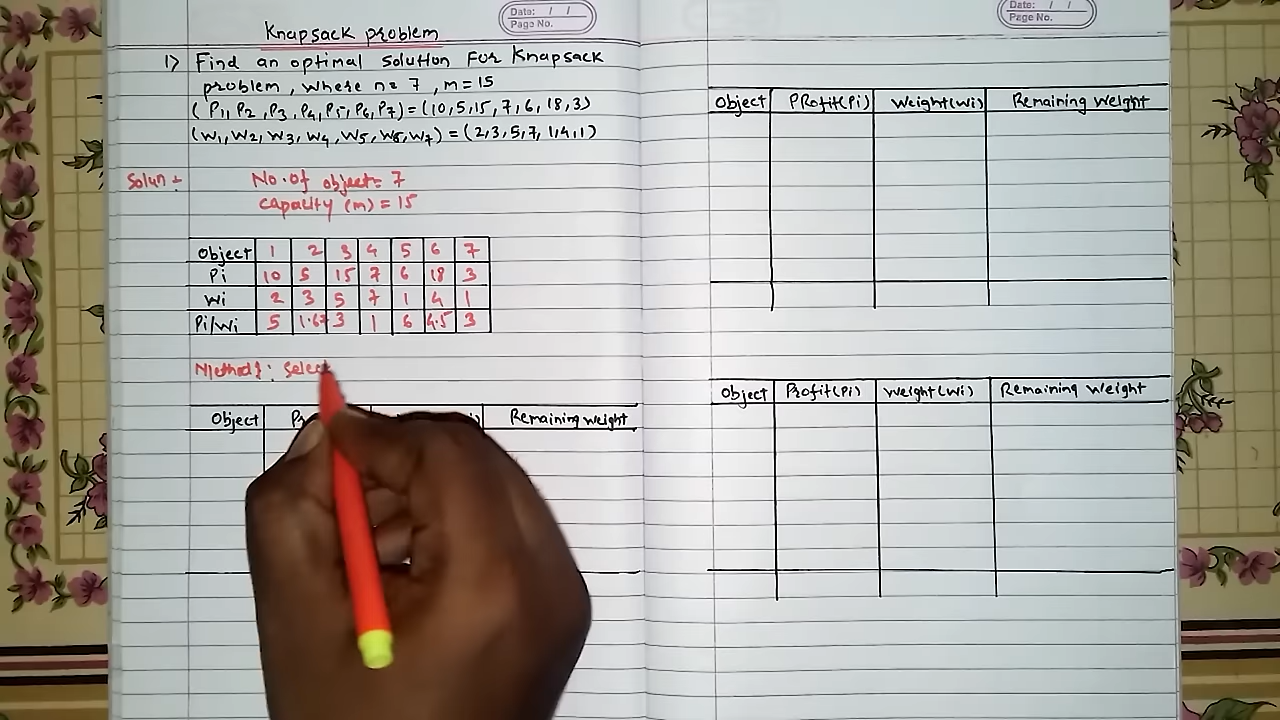 Date: / /
Page No.
Knapsack problem
1) Find an optimal solution for Knapsack
problem, where n= 7, m=15
(P1,P2,P3,P4,P5,P6,P7)=(10,5,15,7,6,18,3)
(w1,w2,w3,w4,w5,w6,w7)=(2,3,5,7,1,4,1)
Solun:- No. of object= 7
capacity (m) = 15
Object 1 2 3 4 5 6 7
Pi 10 5 15 7 6 18 3
Wi 2 3 5 7 1 4 1
Pi/Wi 5 1.67 3 1 6 4.5 3
Method1: Selec
Object Remaining weight
Date: / /
Page No.
Object PRofit(Pi) Weight(Wi) Remaining Weight
Object Profit(Pi) Weight(Wi) Remaining Weight